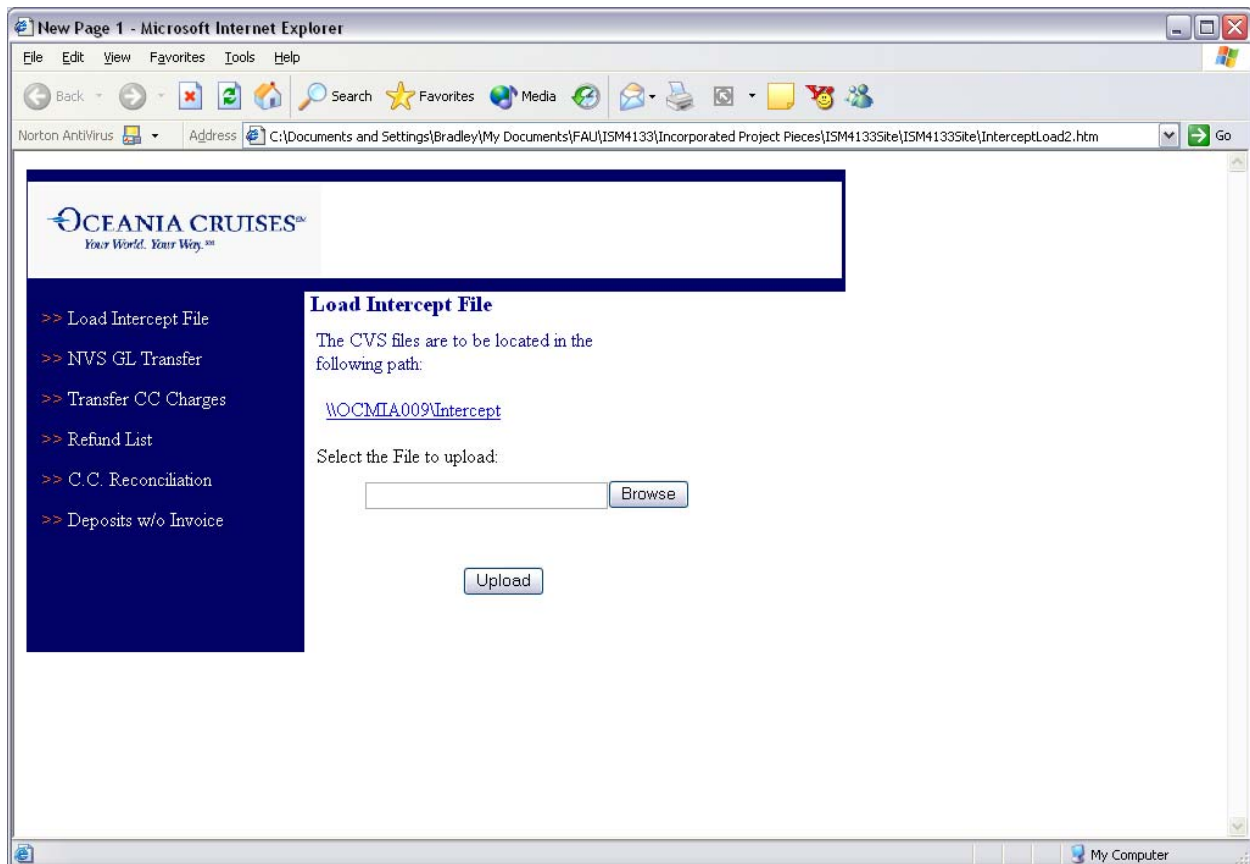 New Page 1 - Microsoft Internet Explorer
File Edit View Favorites Tools Help
Back Search Favorites Media
Norton AntiVirus Address C:\Documents and Settings\Bradley\My Documents\FAU\ISM4133\Incorporated Project Pieces\ISM4133Site\ISM4133Site\InterceptLoad2.htm Go
OCEANIA CRUISES℠
Your World. Your Way.℠
>> Load Intercept File
>> NVS GL Transfer
>> Transfer CC Charges
>> Refund List
>> C.C. Reconciliation
>> Deposits w/o Invoice
Load Intercept File
The CVS files are to be located in the
following path:
\\OCMIA009\Intercept
Select the File to upload:
Browse
Upload
My Computer